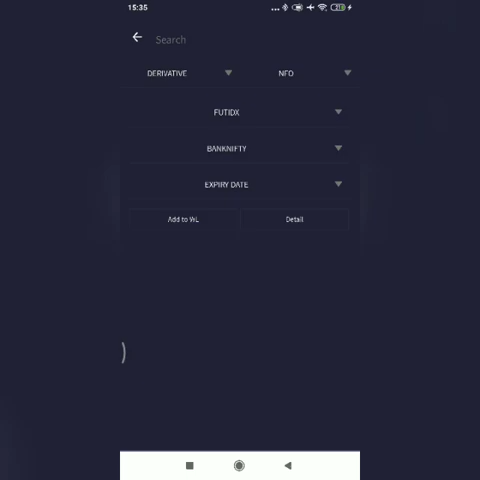 15:35
Search
DERIVATIVE NFO
FUTIDX
BANKNIFTY
EXPIRY DATE
Add to WL Detail